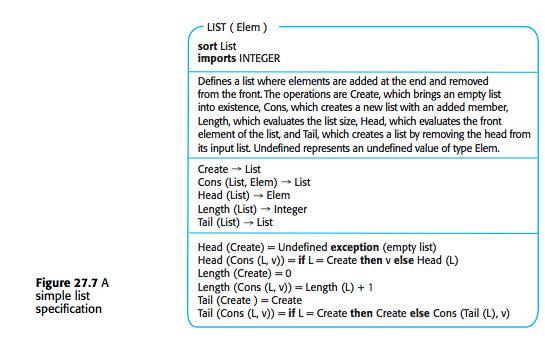 LIST ( Elem )
sort List
imports INTEGER
Defines a list where elements are added at the end and removed
from the front. The operations are Create, which brings an empty list
into existence, Cons, which creates a new list with an added member,
Length, which evaluates the list size, Head, which evaluates the front
element of the list, and Tail, which creates a list by removing the head from
its input list. Undefined represents an undefined value of type Elem.
Create → List
Cons (List, Elem) → List
Head (List) → Elem
Length (List) → Integer
Tail (List) → List
Head (Create) = Undefined exception (empty list)
Head (Cons (L, v)) = if L = Create then v else Head (L)
Length (Create) = 0
Length (Cons (L, v)) = Length (L) + 1
Tail (Create ) = Create
Tail (Cons (L, v)) = if L = Create then Create else Cons (Tail (L), v)
Figure 27.7 A
simple list
specification